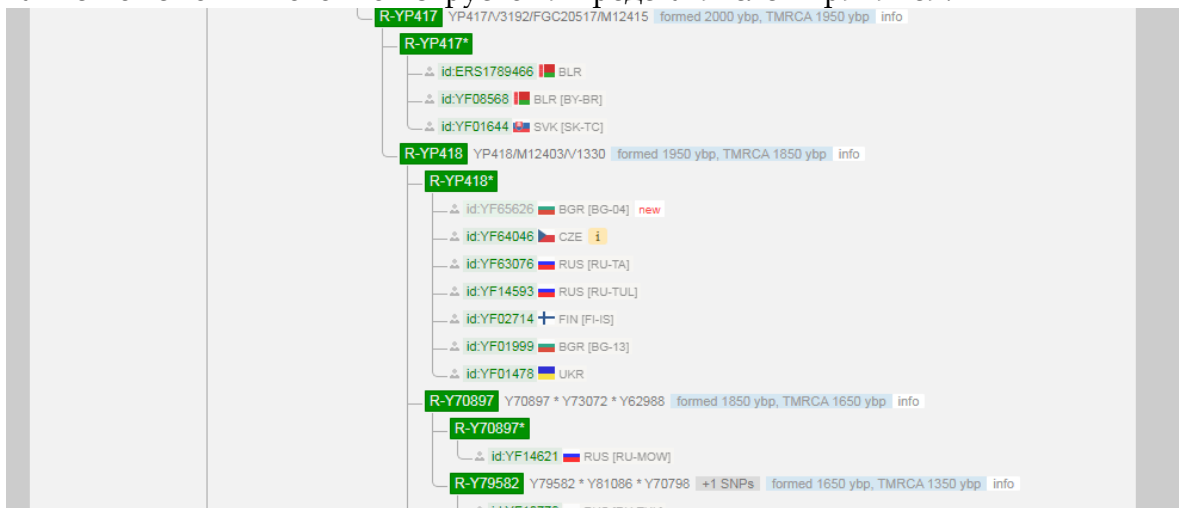 R-YP417 YP417/V3192/FGC20517/M12415 formed 2000 ybp, TMRCA 1950 ybp info
R-YP417*
id:ERS1789466 BLR
id:YF08568 BLR [BY-BR]
id:YF01644 SVK [SK-TC]
R-YP418 YP418/M12403/V1330 formed 1950 ybp, TMRCA 1850 ybp info
R-YP418*
id:YF65626 BGR [BG-04] new
id:YF64046 CZE i
id:YF63076 RUS [RU-TA]
id:YF14593 RUS [RU-TUL]
id:YF02714 FIN [FI-IS]
id:YF01999 BGR [BG-13]
id:YF01478 UKR
R-Y70897 Y70897 * Y73072 * Y62988 formed 1850 ybp, TMRCA 1650 ybp info
R-Y70897*
id:YF14621 RUS [RU-MOW]
R-Y79582 Y79582 * Y81086 * Y70798 +1 SNPs formed 1650 ybp, TMRCA 1350 ybp info